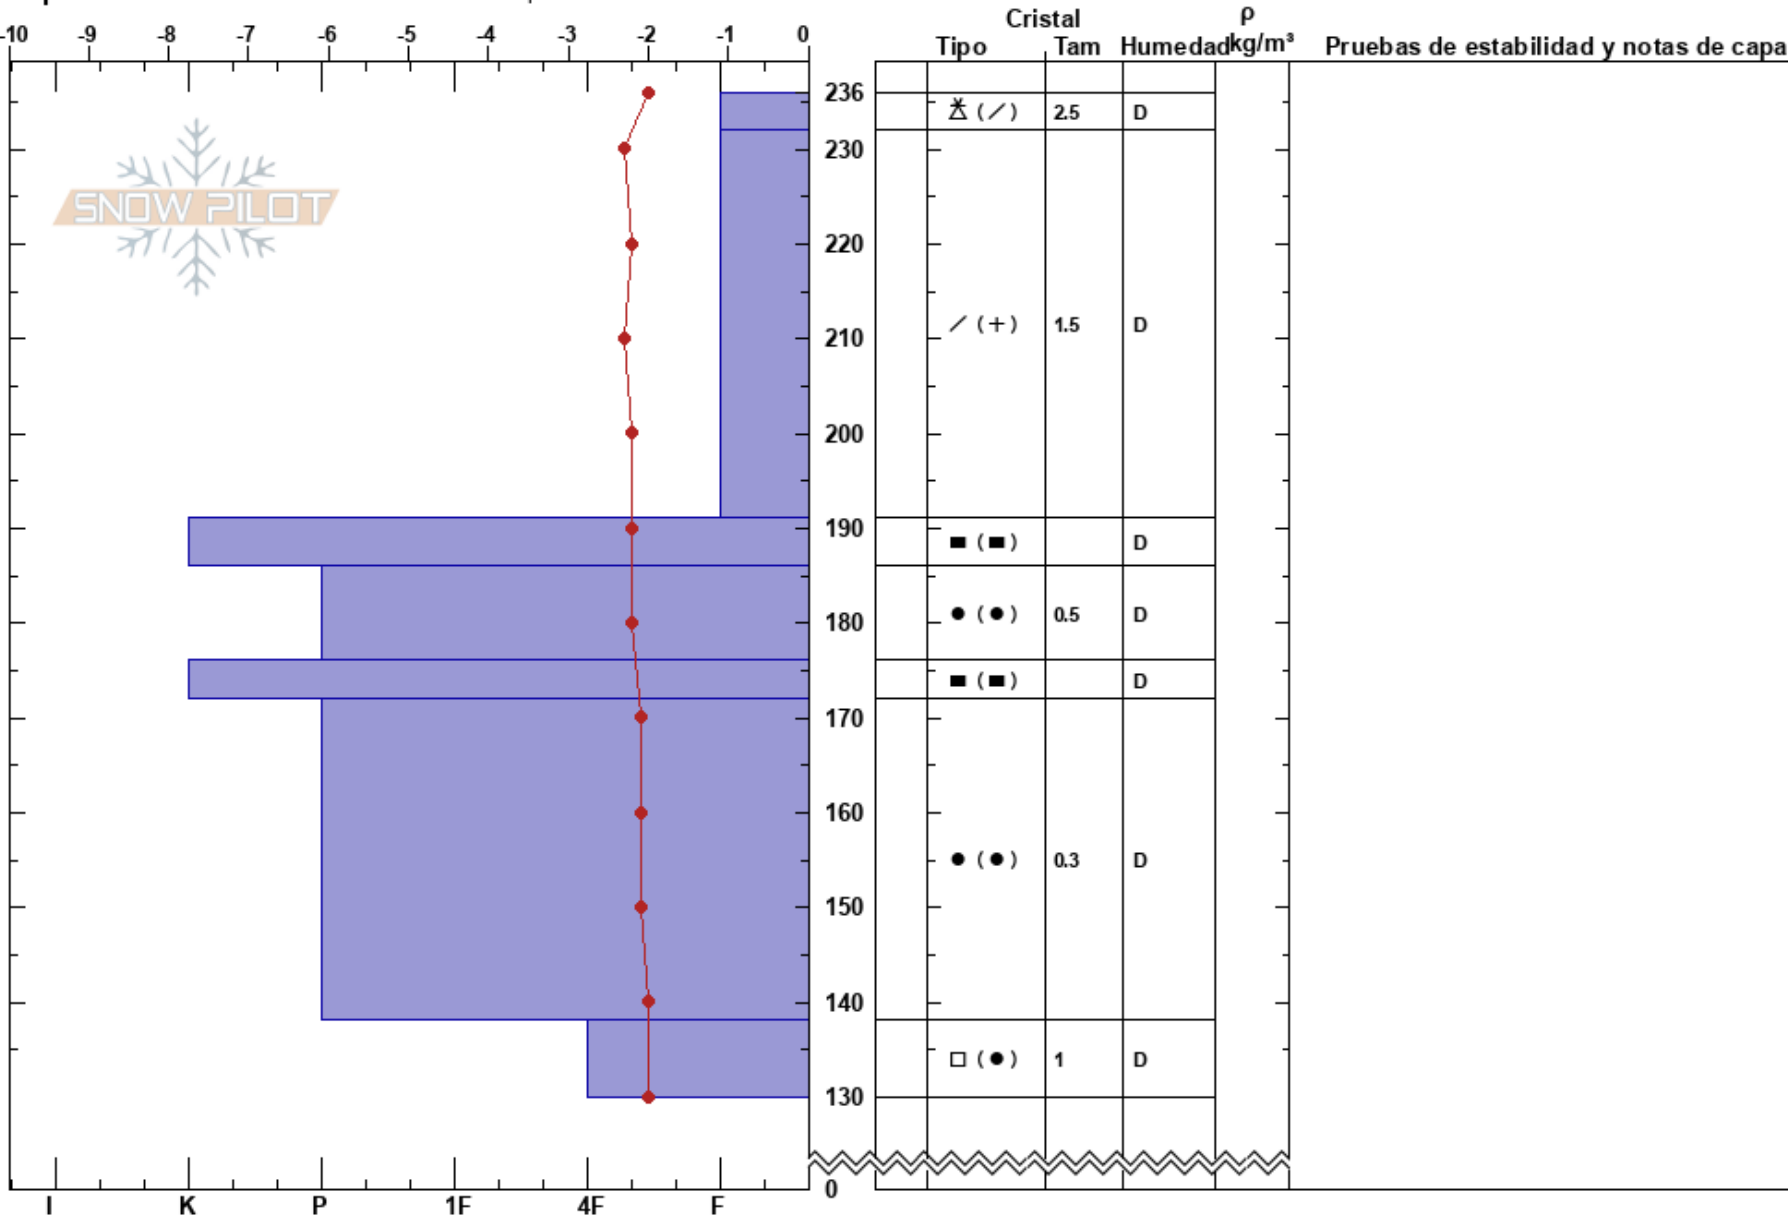 Cristal ρ
-10 -9 -8 -7 -6 -5 -4 -3 -2 -1 0 Tipo Tam Humedad kg/m³ Pruebas de estabilidad y notas de capa
236
(/) 2.5 D
230
SNOW PILOT
220
/ (+) 1.5 D
210
200
190
■ (■) D
● (●) 0.5 D
180
■ (■) D
170
160
● (●) 0.3 D
150
140
□ (●) 1 D
130
0
I K P 1F 4F F